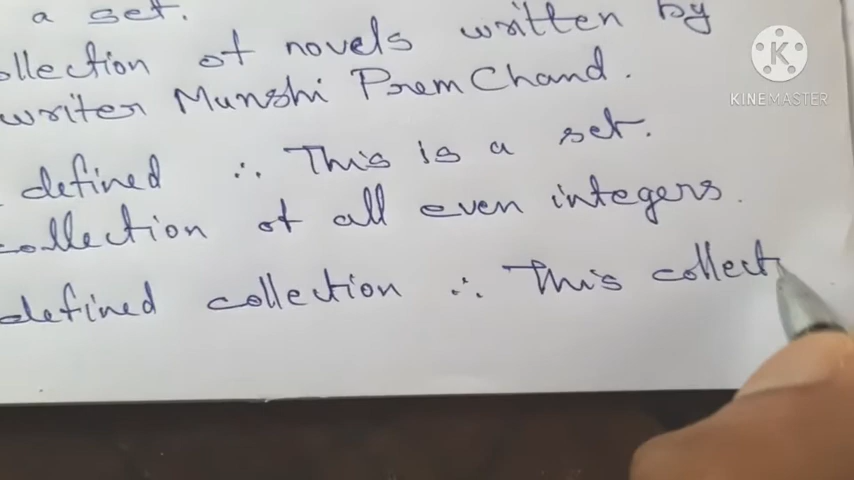 a set.
ollection of novels written by
writer Munshi Prem Chand.
defined ∴ This is a set.
collection of all even integers.
defined collection ∴ This collect
KINEMASTER